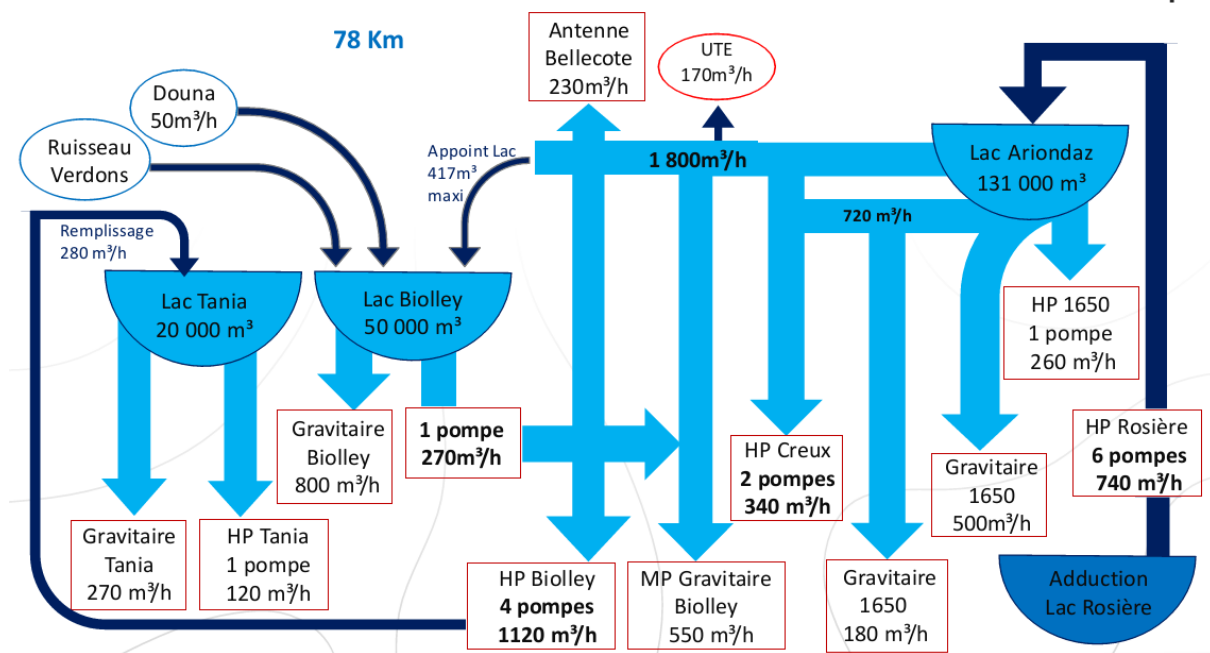 78 Km
Antenne
Bellecote
230m³/h
UTE
170m³/h
Douna
50m³/h
Ruisseau
Verdons
Appoint Lac
417m³
maxi
1 800m³/h
Lac Ariondaz
131 000 m³
720 m³/h
Remplissage
280 m³/h
Lac Tania
20 000 m³
Lac Biolley
50 000 m³
HP 1650
1 pompe
260 m³/h
Gravitaire
Biolley
800 m³/h
1 pompe
270m³/h
HP Creux
2 pompes
340 m³/h
Gravitaire
1650
500m³/h
HP Rosière
6 pompes
740 m³/h
Gravitaire
Tania
270 m³/h
HP Tania
1 pompe
120 m³/h
HP Biolley
4 pompes
1120 m³/h
MP Gravitaire
Biolley
550 m³/h
Gravitaire
1650
180 m³/h
Adduction
Lac Rosière